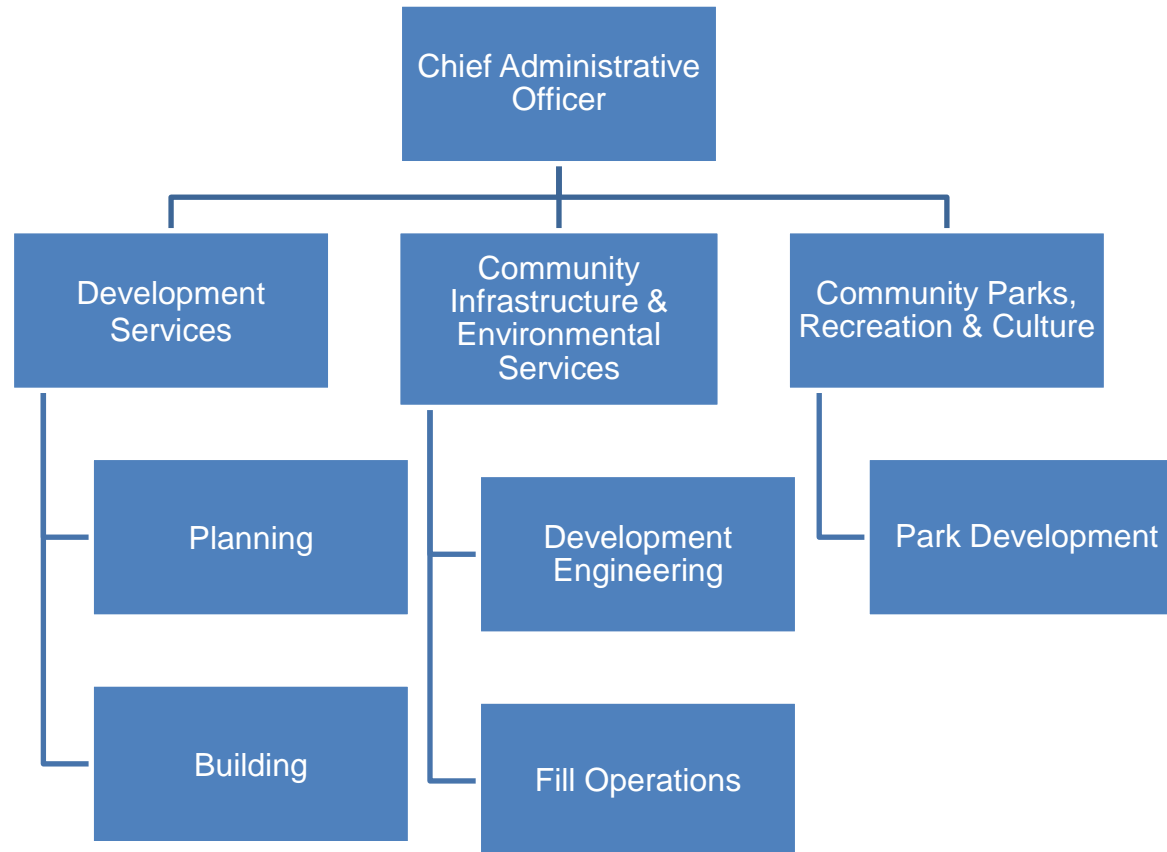 Chief Administrative
Officer
Development
Services
Community
Infrastructure &
Environmental
Services
Community Parks,
Recreation & Culture
Planning
Development
Engineering
Park Development
Building
Fill Operations